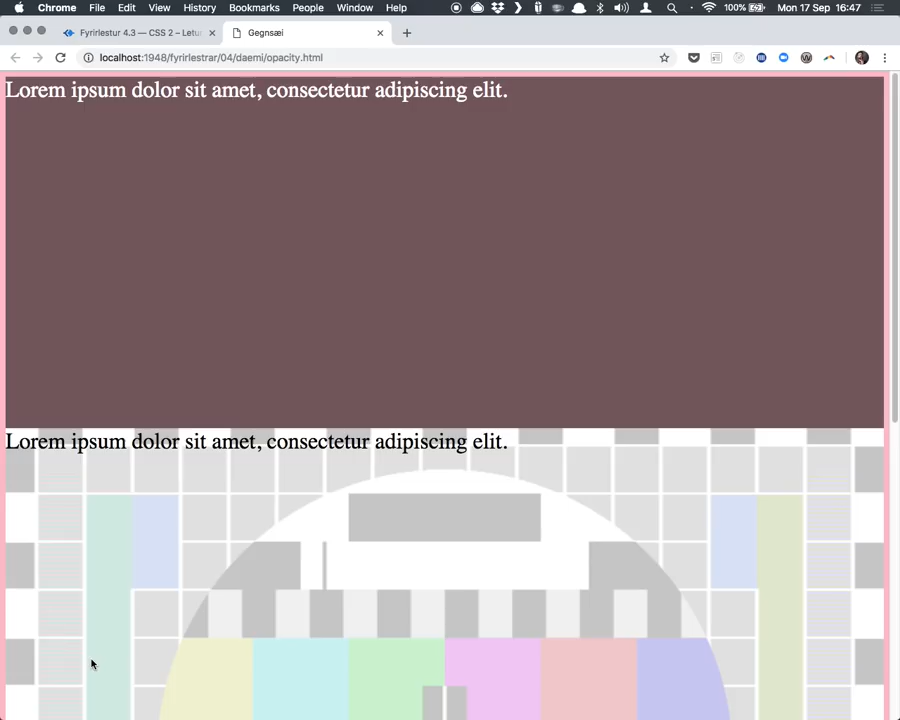 Chrome File Edit View History Bookmarks People Window Help 100% Mon 17 Sep 16:47
Fyrirlestur 4.3 — CSS 2 – Letu
Gegnsæi
localhost:1948/fyrirlestrar/04/daemi/opacity.html
Lorem ipsum dolor sit amet, consectetur adipiscing elit.
Lorem ipsum dolor sit amet, consectetur adipiscing elit.